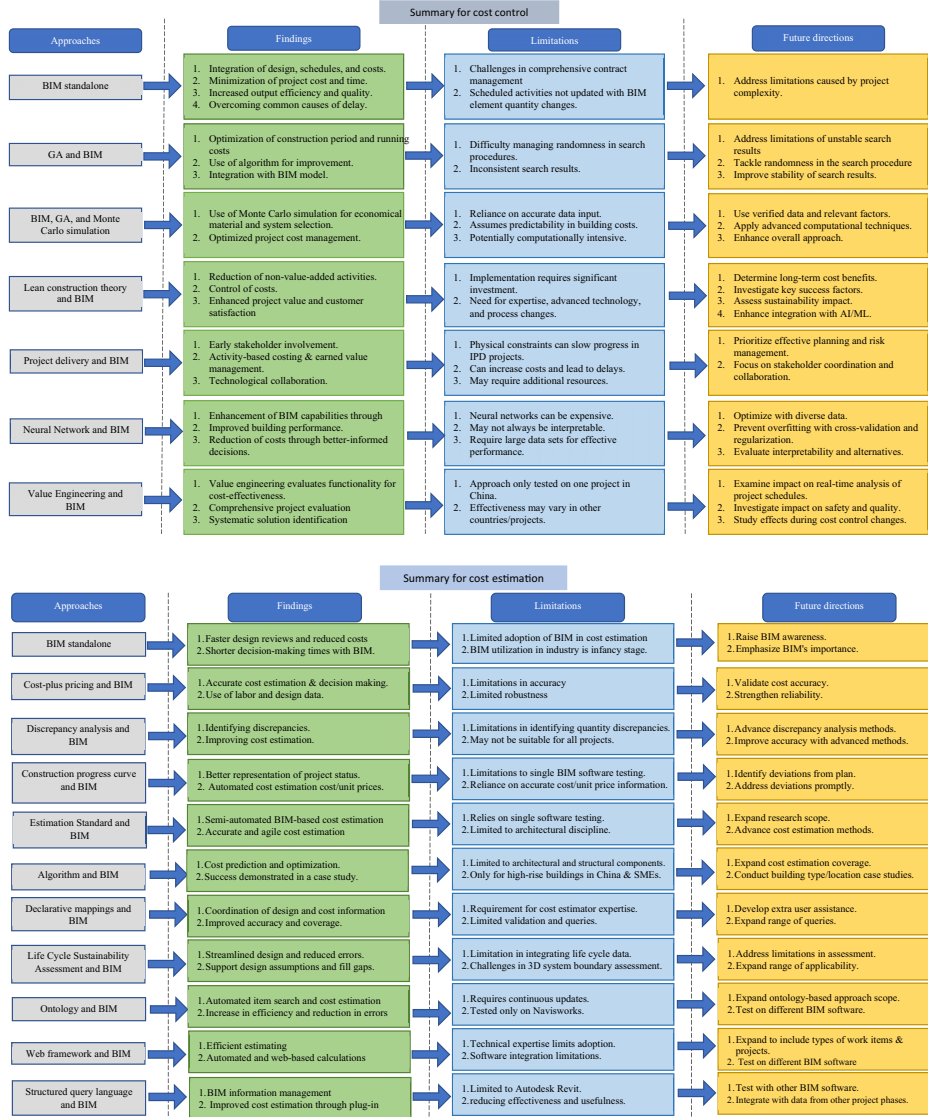 Summary for cost control
Approaches
Findings
Limitations
Future directions
BIM standalone
1. Integration of design, schedules, and costs.
2. Minimization of project cost and time.
3. Increased output efficiency and quality.
4. Overcoming common causes of delay.
1. Challenges in comprehensive contract
management
2. Scheduled activities not updated with BIM
element quantity changes.
1. Address limitations caused by project
complexity.
GA and BIM
1. Optimization of construction period and running
costs
2. Use of algorithm for improvement.
3. Integration with BIM model.
1. Difficulty managing randomness in search
procedures.
2. Inconsistent search results.
1. Address limitations of unstable search
results
2. Tackle randomness in the search procedure
3. Improve stability of search results.
BIM, GA, and Monte
Carlo simulation
1. Use of Monte Carlo simulation for economical
material and system selection.
2. Optimized project cost management.
1. Reliance on accurate data input.
2. Assumes predictability in building costs.
3. Potentially computationally intensive.
1. Use verified data and relevant factors.
2. Apply advanced computational techniques.
3. Enhance overall approach.
Lean construction theory
and BIM
1. Reduction of non-value-added activities.
2. Control of costs.
3. Enhanced project value and customer
satisfaction
1. Implementation requires significant
investment.
2. Need for expertise, advanced technology,
and process changes.
1. Determine long-term cost benefits.
2. Investigate key success factors.
3. Assess sustainability impact.
4. Enhance integration with AI/ML.
Project delivery and BIM
1. Early stakeholder involvement.
2. Activity-based costing & earned value
management.
3. Technological collaboration.
1. Physical constraints can slow progress in
IPD projects.
2. Can increase costs and lead to delays.
3. May require additional resources.
1. Prioritize effective planning and risk
management.
2. Focus on stakeholder coordination and
collaboration.
Neural Network and BIM
1. Enhancement of BIM capabilities through
2. Improved building performance.
3. Reduction of costs through better-informed
decisions.
1. Neural networks can be expensive.
2. May not always be interpretable.
3. Require large data sets for effective
performance.
1. Optimize with diverse data.
2. Prevent overfitting with cross-validation and
regularization.
3. Evaluate interpretability and alternatives.
Value Engineering and
BIM
1. Value engineering evaluates functionality for
cost-effectiveness.
2. Comprehensive project evaluation
3. Systematic solution identification
1. Approach only tested on one project in
China.
2. Effectiveness may vary in other
countries/projects.
1. Examine impact on real-time analysis of
project schedules.
2. Investigate impact on safety and quality.
3. Study effects during cost control changes.
Summary for cost estimation
Approaches
Findings
Limitations
Future directions
BIM standalone
1.Faster design reviews and reduced costs
2.Shorter decision-making times with BIM.
1.Limited adoption of BIM in cost estimation
2.BIM utilization in industry is infancy stage.
1.Raise BIM awareness.
2.Emphasize BIM's importance.
Cost-plus pricing and BIM
1.Accurate cost estimation & decision making.
2.Use of labor and design data.
1.Limitations in accuracy
2.Limited robustness
1.Validate cost accuracy.
2.Strengthen reliability.
Discrepancy analysis and
BIM
1.Identifying discrepancies.
2.Improving cost estimation.
1.Limitations in identifying quantity discrepancies.
2.May not be suitable for all projects.
1.Advance discrepancy analysis methods.
2.Improve accuracy with advanced methods.
Construction progress curve
and BIM
1.Better representation of project status.
2. Automated cost estimation cost/unit prices.
1.Limitations to single BIM software testing.
2.Reliance on accurate cost/unit price information.
1.Identify deviations from plan.
2.Address deviations promptly.
Estimation Standard and
BIM
1.Semi-automated BIM-based cost estimation
2.Accurate and agile cost estimation
1.Relies on single software testing.
2.Limited to architectural discipline.
1.Expand research scope.
2.Advance cost estimation methods.
Algorithm and BIM
1.Cost prediction and optimization.
2.Success demonstrated in a case study.
1.Limited to architectural and structural components.
2.Only for high-rise buildings in China & SMEs.
1.Expand cost estimation coverage.
2.Conduct building type/location case studies.
Declarative mappings and
BIM
1.Coordination of design and cost information
2.Improved accuracy and coverage.
1.Requirement for cost estimator expertise.
2.Limited validation and queries.
1.Develop extra user assistance.
2.Expand range of queries.
Life Cycle Sustainability
Assessment and BIM
1.Streamlined design and reduced errors.
2.Support design assumptions and fill gaps.
1.Limitation in integrating life cycle data.
2.Challenges in 3D system boundary assessment.
1.Address limitations in assessment.
2.Expand range of applicability.
Ontology and BIM
1.Automated item search and cost estimation
2.Increase in efficiency and reduction in errors
1.Requires continuous updates.
2.Tested only on Navisworks.
1.Expand ontology-based approach scope.
2.Test on different BIM software.
Web framework and BIM
1.Efficient estimating
2.Automated and web-based calculations
1.Technical expertise limits adoption.
2.Software integration limitations.
1.Expand to include types of work items &
projects.
2. Test on different BIM software
Structured query language
and BIM
1.BIM information management
2. Improved cost estimation through plug-in
1.Limited to Autodesk Revit.
2. reducing effectiveness and usefulness.
1.Test with other BIM software.
2.Integrate with data from other project phases.